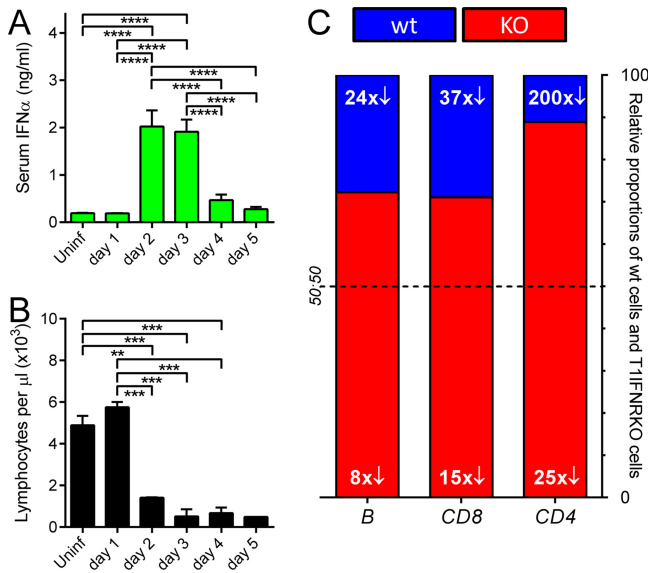 A
Serum IFNα (ng/ml)
4
3
2
1
0
****
****
****
****
****
****
****
****
Uninf
day 1
day 2
day 3
day 4
day 5
B
Lymphocytes per μl (x10³)
10
8
6
4
2
0
***
***
***
**
***
***
Uninf
day 1
day 2
day 3
day 4
day 5
C
wt
KO
24x↓
37x↓
200x↓
8x↓
15x↓
25x↓
50:50
B
CD8
CD4
100
0
Relative proportions of wt cells and T1IFNRKO cells